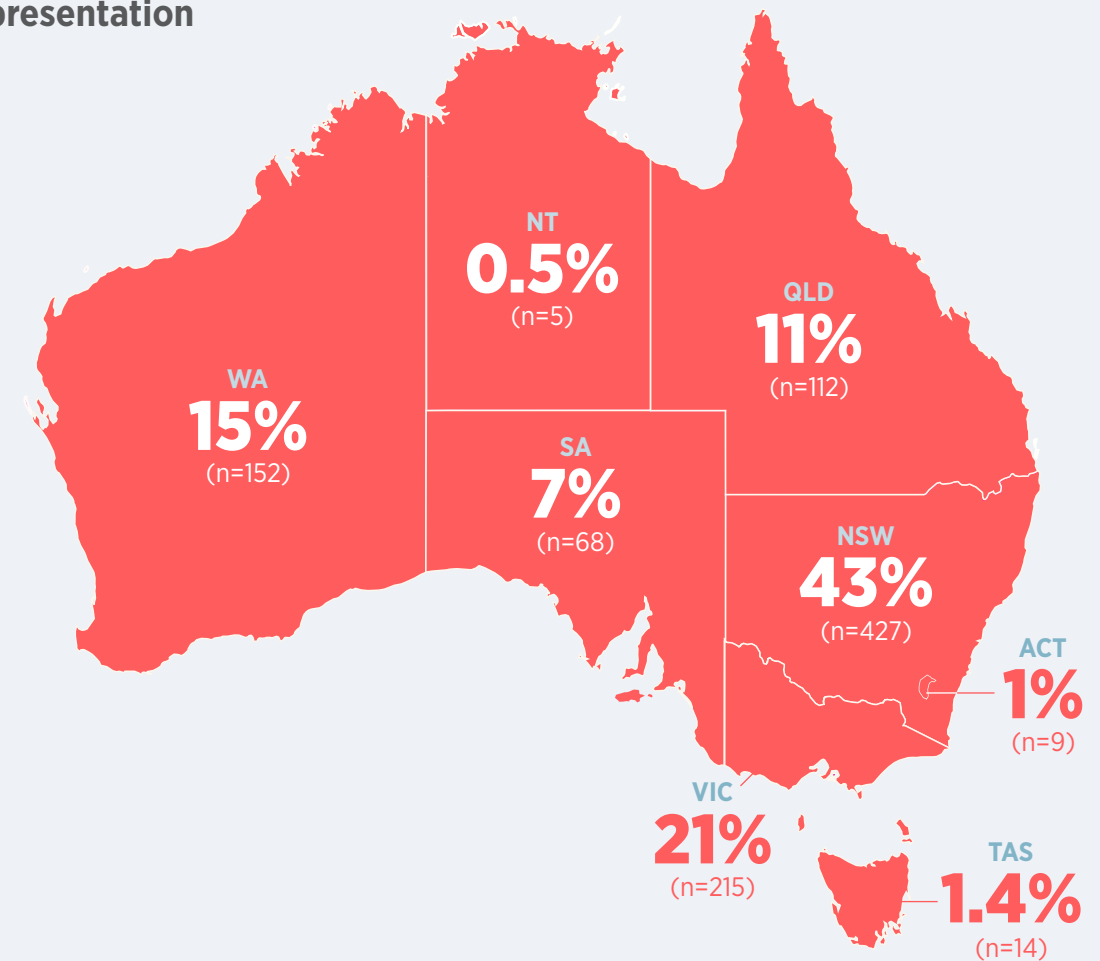 NT
0.5%
(n=5)
QLD
11%
(n=112)
WA
15%
(n=152)
SA
7%
(n=68)
NSW
43%
(n=427)
ACT
1%
(n=9)
VIC
21%
(n=215)
TAS
1.4%
(n=14)